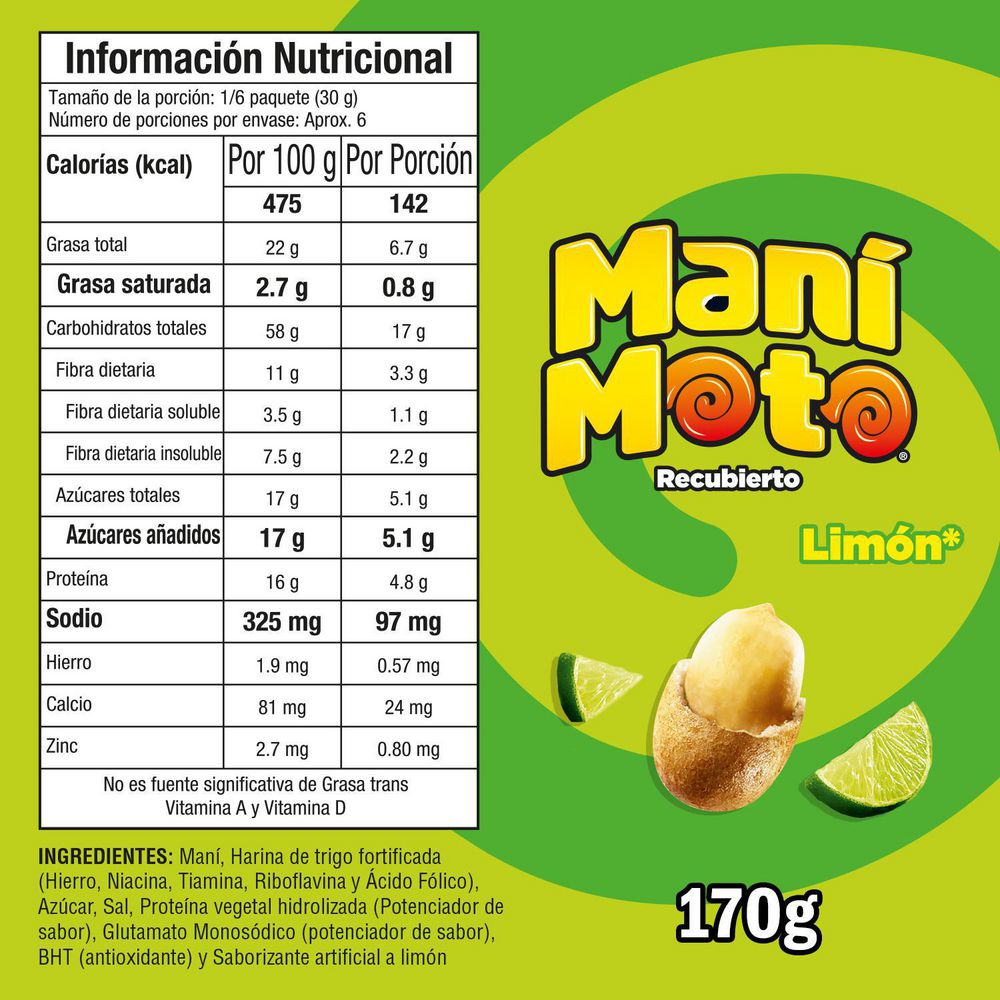 Información Nutricional
Tamaño de la porción: 1/6 paquete (30 g)
Número de porciones por envase: Aprox. 6
Calorías (kcal) Por 100 g Por Porción
475 142
Grasa total 22 g 6.7 g
Grasa saturada 2.7 g 0.8 g
Carbohidratos totales 58 g 17 g
Fibra dietaria 11 g 3.3 g
Fibra dietaria soluble 3.5 g 1.1 g
Fibra dietaria insoluble 7.5 g 2.2 g
Azúcares totales 17 g 5.1 g
Azúcares añadidos 17 g 5.1 g
Proteína 16 g 4.8 g
Sodio 325 mg 97 mg
Hierro 1.9 mg 0.57 mg
Calcio 81 mg 24 mg
Zinc 2.7 mg 0.80 mg
No es fuente significativa de Grasa trans
Vitamina A y Vitamina D
INGREDIENTES: Maní, Harina de trigo fortificada
(Hierro, Niacina, Tiamina, Riboflavina y Ácido Fólico),
Azúcar, Sal, Proteína vegetal hidrolizada (Potenciador de
sabor), Glutamato Monosódico (potenciador de sabor),
BHT (antioxidante) y Saborizante artificial a limón
Maní
Moto®
Recubierto
Limón*
170g